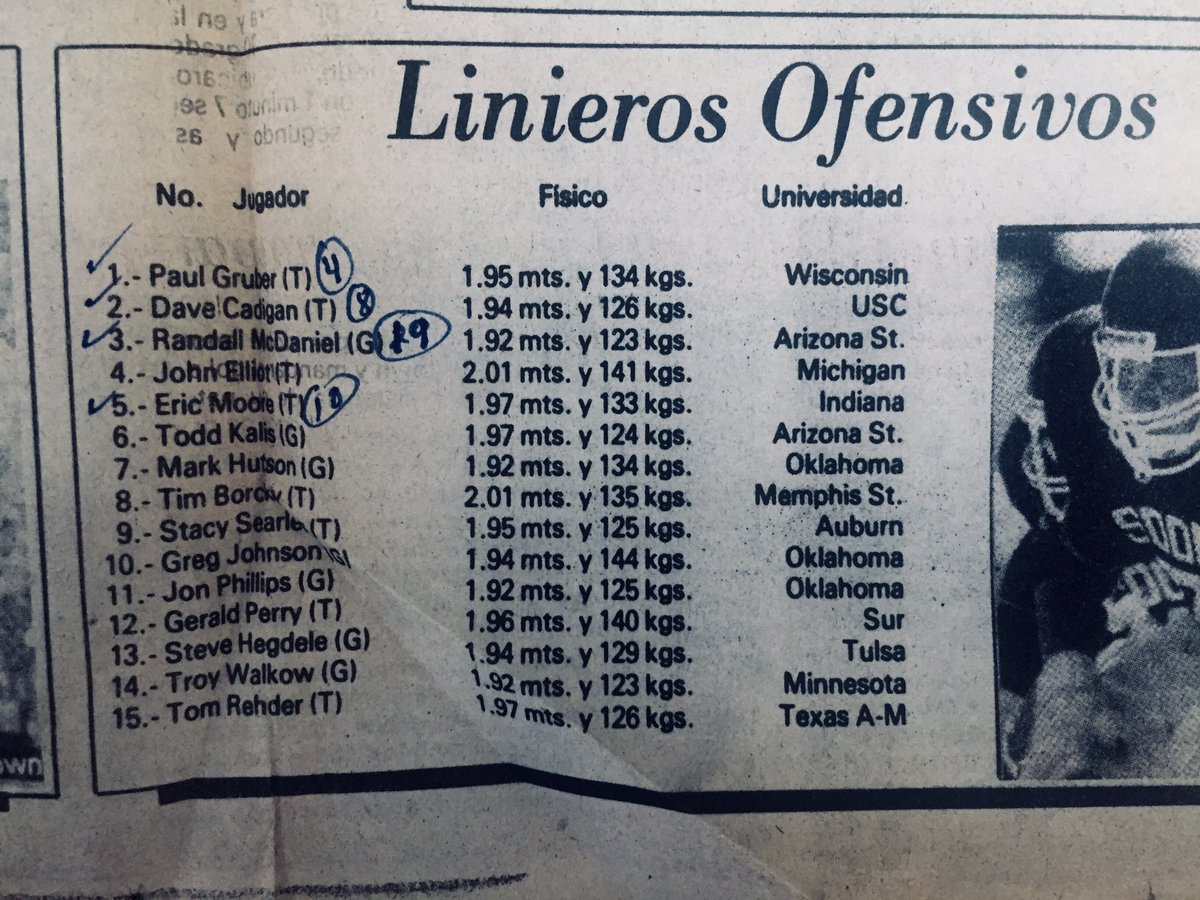 Linieros Ofensivos
No. Jugador Físico Universidad
1.- Paul Gruber (T) 4 1.95 mts. y 134 kgs. Wisconsin
2.- Dave Cadigan (T) 8 1.94 mts. y 126 kgs. USC
3.- Randall McDaniel (G) 19 1.92 mts. y 123 kgs. Arizona St.
4.- John Elliot (T) 2.01 mts. y 141 kgs. Michigan
5.- Eric Moore (T) 10 1.97 mts. y 133 kgs. Indiana
6.- Todd Kalis (G) 1.97 mts. y 124 kgs. Arizona St.
7.- Mark Hutson (G) 1.92 mts. y 134 kgs. Oklahoma
8.- Tim (T) 2.01 mts. y 135 kgs. Memphis St.
9.- Stacy Searle (T) 1.95 mts. y 125 kgs. Auburn
10.- Greg Johnson (G) 1.94 mts. y 144 kgs. Oklahoma
11.- Jon Phillips (G) 1.92 mts. y 125 kgs. Oklahoma
12.- Gerald Perry (T) 1.96 mts. y 140 kgs. Sur
13.- Steve Hegdele (G) 1.94 mts. y 129 kgs. Tulsa
14.- Troy Walkow (G) 1.92 mts. y 123 kgs. Minnesota
15.- Tom Rehder (T) 1.97 mts. y 126 kgs. Texas A-M
own
SOO